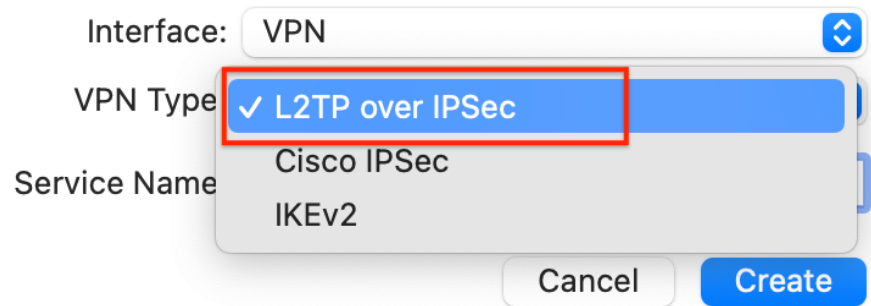 Interface: VPN
VPN Type
✓ L2TP over IPSec
Cisco IPSec
Service Name
IKEv2
Cancel Create